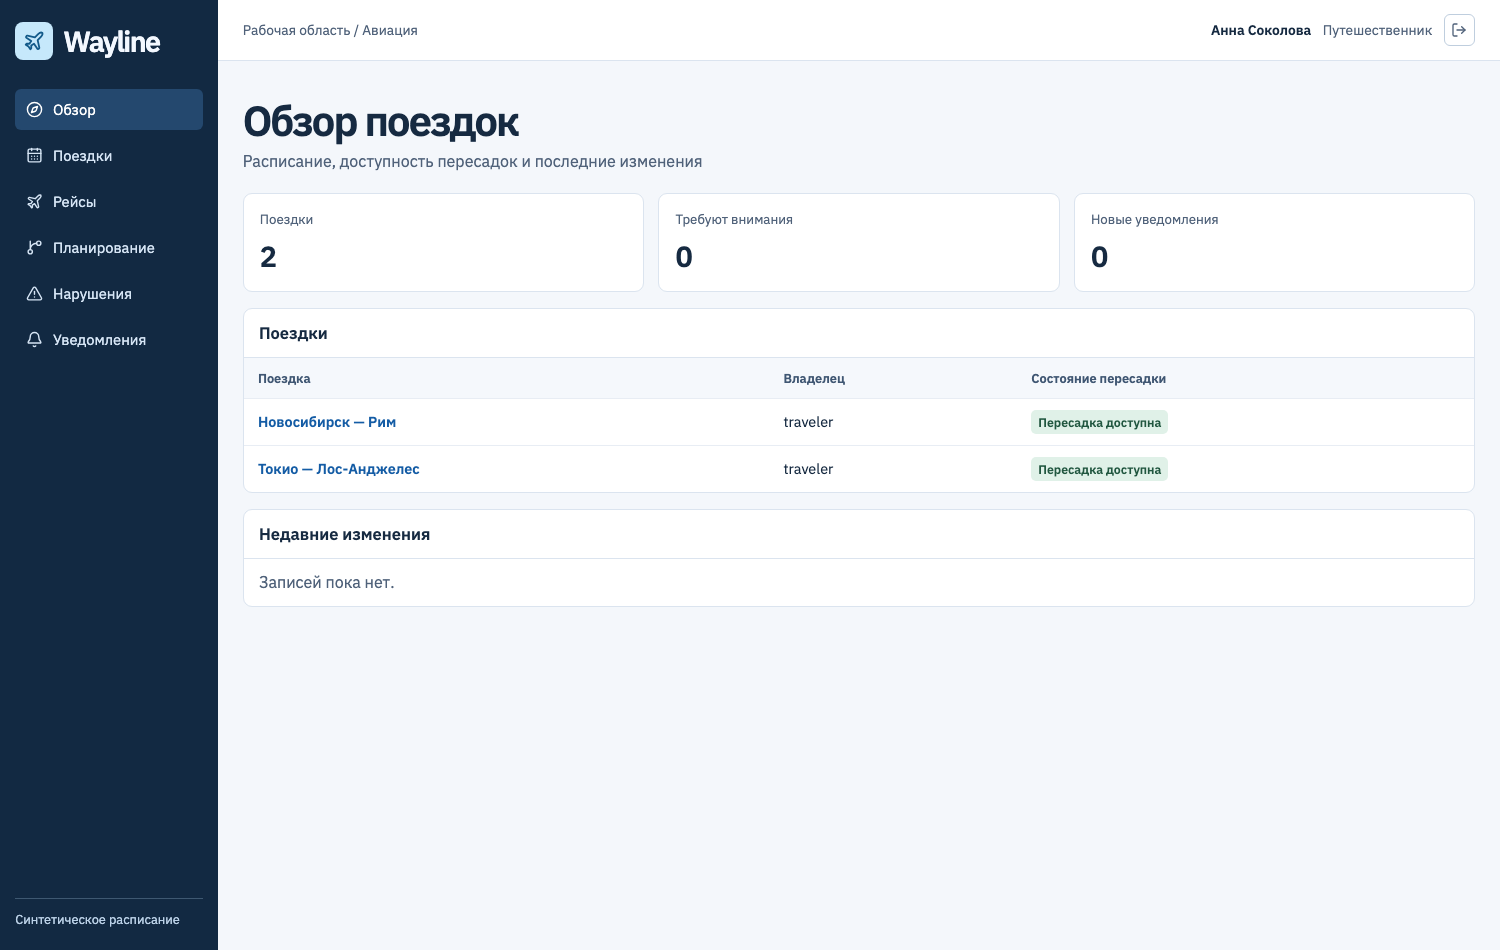 Wayline
Обзор
Поездки
Рейсы
Планирование
Нарушения
Уведомления
Синтетическое расписание
Рабочая область / Авиация
Анна Соколова Путешественник
Обзор поездок
Расписание, доступность пересадок и последние изменения
Поездки
2
Требуют внимания
0
Новые уведомления
0
Поездки
Поездка Владелец Состояние пересадки
Новосибирск — Рим traveler Пересадка доступна
Токио — Лос-Анджелес traveler Пересадка доступна
Недавние изменения
Записей пока нет.